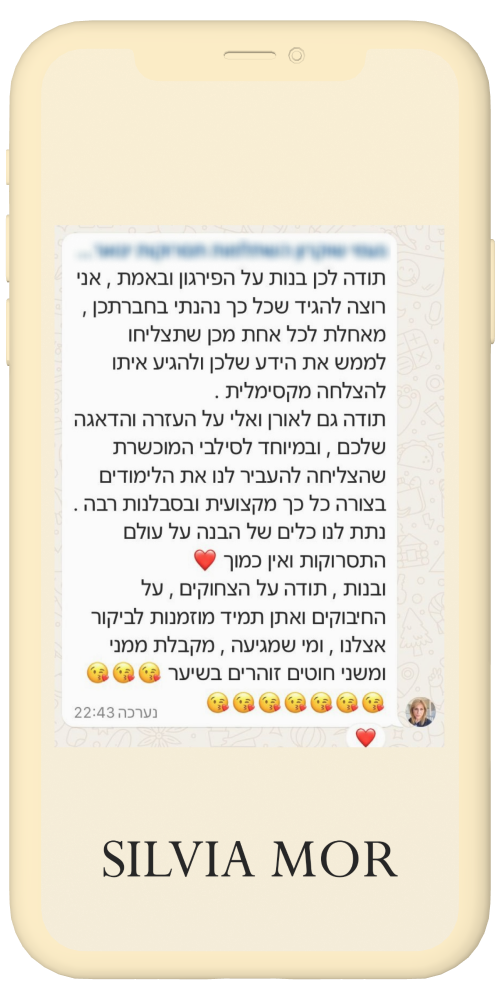 תודה לכן בנות על הפירגון ובאמת , אני
רוצה להגיד שכל כך נהנתי בחברתכן ,
מאחלת לכל אחת מכן שתצליחו
לממש את הידע שלכן ולהגיע איתו
להצלחה מקסימלית .
תודה גם לאורן ואלי על העזרה והדאגה
שלכם , ובמיוחד לסילבי המוכשרת
שהצליחה להעביר לנו את הלימודים
בצורה כל כך מקצועית ובסבלנות רבה .
נתת לנו כלים של הבנה על עולם
התסרוקות ואין כמוך ❤️
ובנות , תודה על הצחוקים , על
החיבוקים ואתן תמיד מוזמנות לביקור
אצלנו , ומי שמגיעה , מקבלת ממני
ומשני חוטים זוהרים בשיער 😘😘😘
😘😘😘😘😘😘😘
נערכה 22:43
❤️
SILVIA MOR